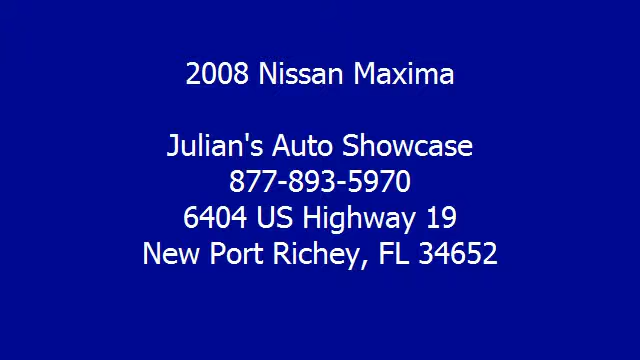 2008 Nissan Maxima
Julian's Auto Showcase
877-893-5970
6404 US Highway 19
New Port Richey, FL 34652